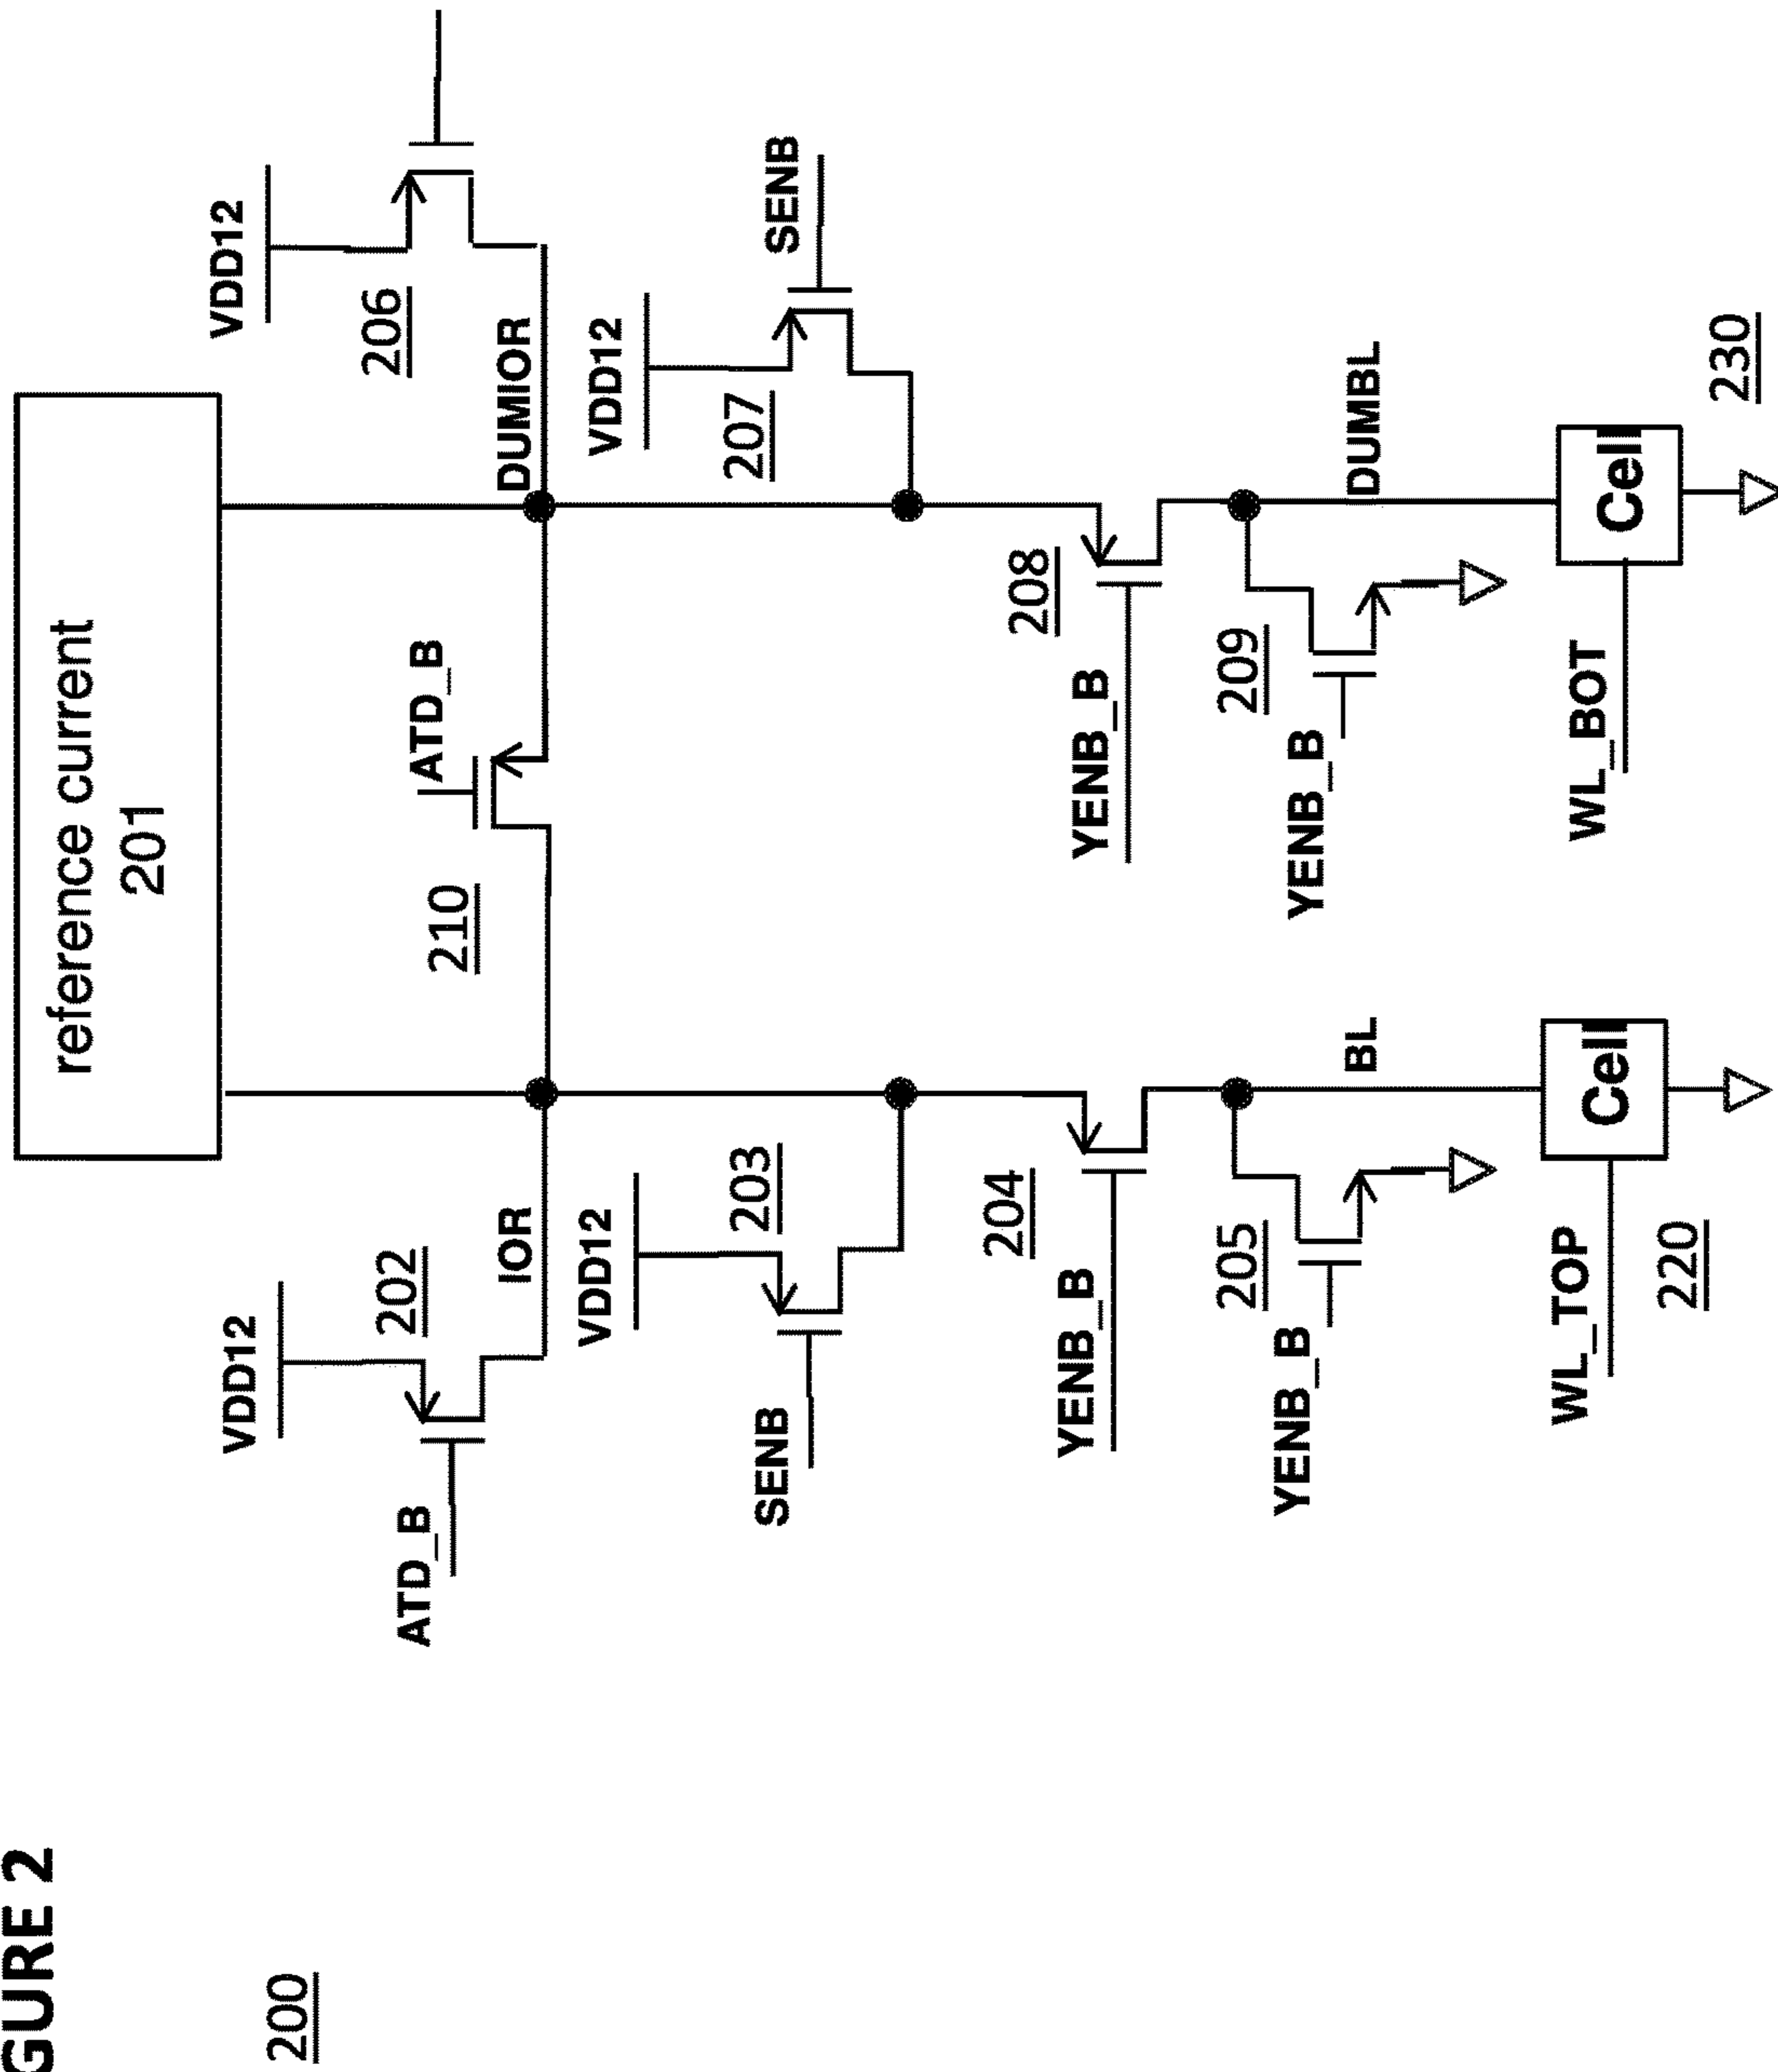 GURE 2
200
reference current
201
VDD12
VDD12
ATD_B
202
210
ATD_B
206
IOR
DUMIOR
VDD12
VDD12
SENB
203
207
SENB
YENB_B
204
YENB_B
208
YENB_B
205
YENB_B
209
BL
DUMBL
WL_TOP
Cell
WL_BOT
Cell
220
230